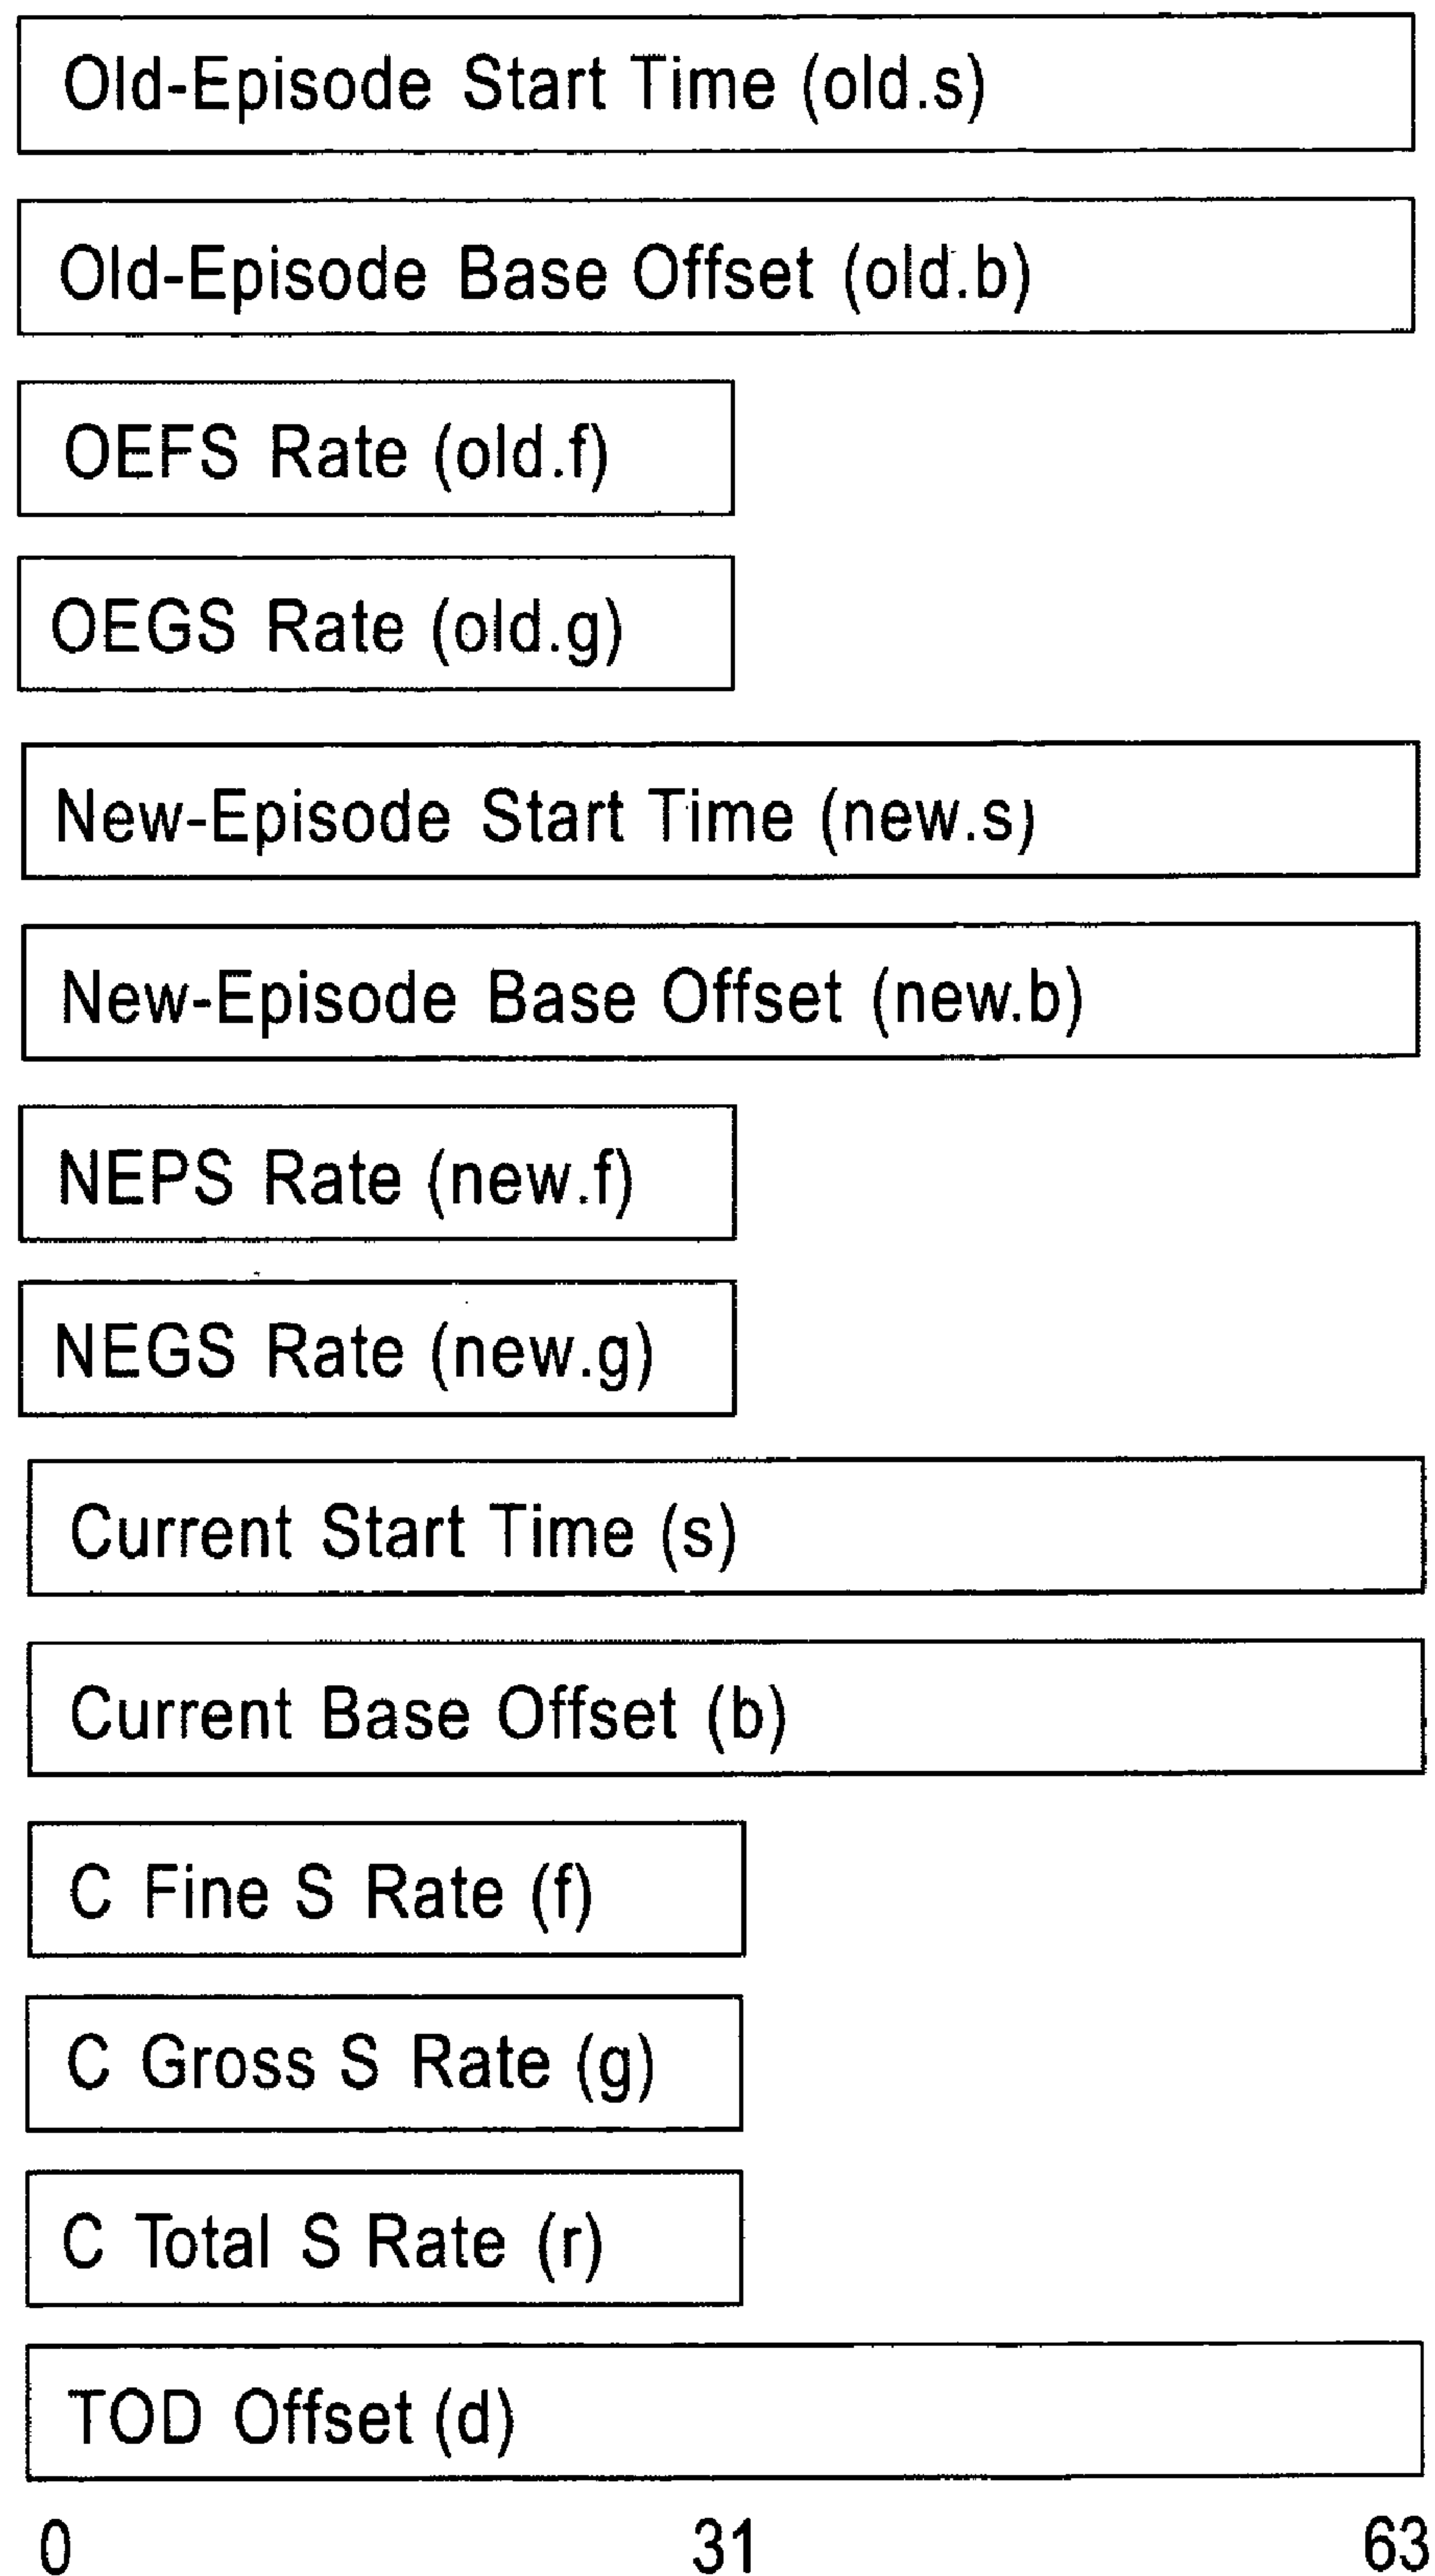 Old-Episode Start Time (old.s)
Old-Episode Base Offset (old.b)
OEFS Rate (old.f)
OEGS Rate (old.g)
New-Episode Start Time (new.s)
New-Episode Base Offset (new.b)
NEPS Rate (new.f)
NEGS Rate (new.g)
Current Start Time (s)
Current Base Offset (b)
C Fine S Rate (f)
C Gross S Rate (g)
C Total S Rate (r)
TOD Offset (d)
0 31 63